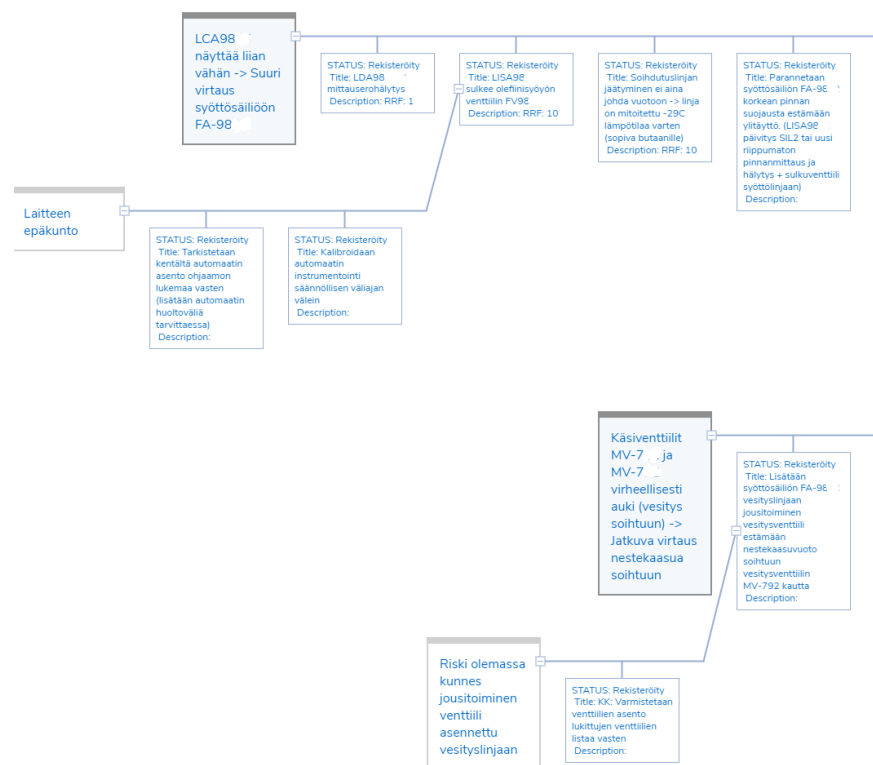 LCA98
näyttää liian
vähän -> Suuri
virtaus
syöttösäiliöön
FA-98
STATUS: Rekisteröity
Title: LDA98
mittauserohälytys
Description: RRF: 1
STATUS: Rekisteröity
Title: LISA98
sulkee olefiinisyöyön
venttiilin FV98
Description: RRF: 10
STATUS: Rekisteröity
Title: Soihdutuslinjan
jäätyminen ei aina
johda vuotoon -> linja
on mitoitettu -29C
lämpötilaa varten
(sopiva butaanille)
Description: RRF: 10
STATUS: Rekisteröity
Title: Parannetaan
syöttösäiliön FA-98
korkean pinnan
suojausta estämään
ylitäyttö. (LISA98
päivitys SIL2 tai uusi
riippumaton
pinnanmittaus ja
hälytys + sulkuventtiili
syöttölinjaan)
Description:
Laitteen
epäkunto
STATUS: Rekisteröity
Title: Tarkistetaan
kentältä automaatin
asento ohjaamon
lukemaa vasten
(lisätään automaatin
huoltoväliä
tarvittaessa)
Description:
STATUS: Rekisteröity
Title: Kalibroidaan
automaatin
instrumentointi
säännöllisen väliajan
välein
Description:
Käsiventtiilit
MV-7 ja
MV-7
virheellisesti
auki (vesitys
soihtuun) ->
Jatkuva virtaus
nestekaasua
soihtuun
STATUS: Rekisteröity
Title: Lisätään
syöttösäiliön FA-98
vesityslinjaan
jousitoiminen
vesitysventtiili
estämään
nestekaasuvuoto
soihtuun
vesitysventtiilin
MV-792 kautta
Description:
Riski olemassa
kunnes
jousitoiminen
venttiili
asennettu
vesityslinjaan
STATUS: Rekisteröity
Title: KK: Varmistetaan
venttiilien asento
lukittujen venttiilien
listaa vasten
Description: